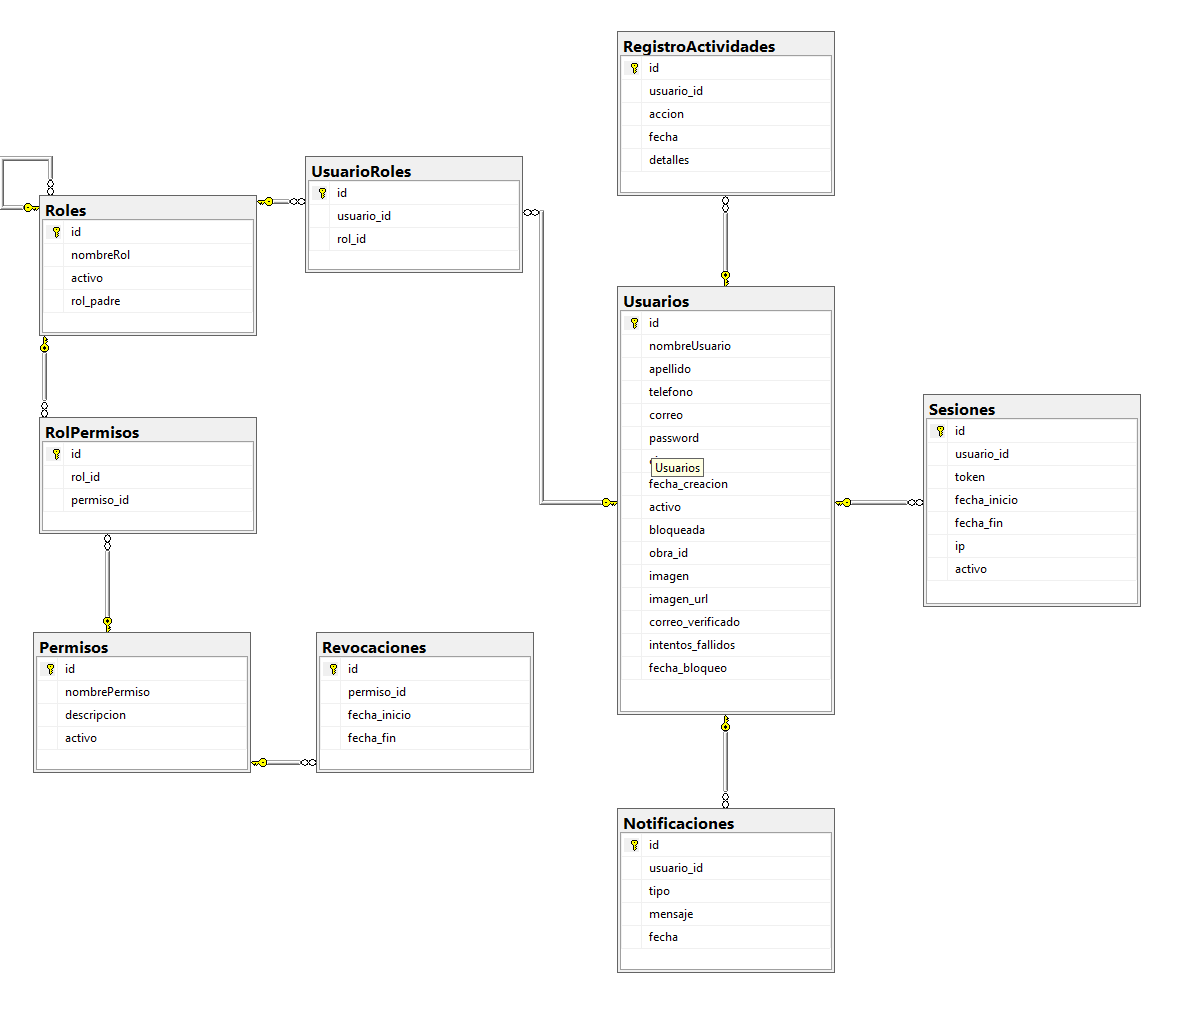 RegistroActividades
id
usuario_id
accion
fecha
detalles
UsuarioRoles
id
usuario_id
rol_id
Roles
id
nombreRol
activo
rol_padre
Usuarios
id
nombreUsuario
apellido
telefono
correo
password
Usuarios
fecha_creacion
activo
bloqueada
obra_id
imagen
imagen_url
correo_verificado
intentos_fallidos
fecha_bloqueo
Sesiones
id
usuario_id
token
fecha_inicio
fecha_fin
ip
activo
RolPermisos
id
rol_id
permiso_id
Permisos
id
nombrePermiso
descripcion
activo
Revocaciones
id
permiso_id
fecha_inicio
fecha_fin
Notificaciones
id
usuario_id
tipo
mensaje
fecha